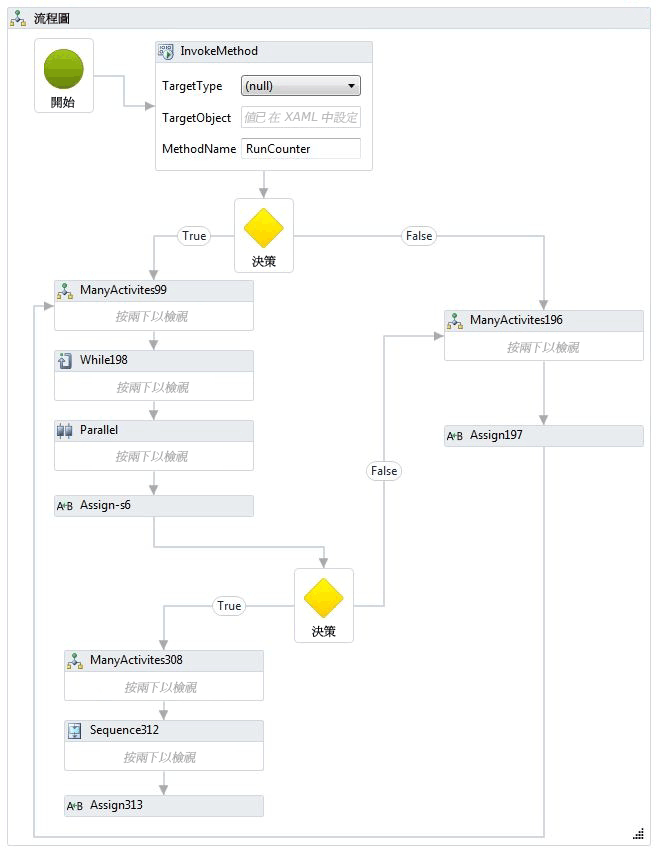 流程圖
開始
InvokeMethod
TargetType (null)
TargetObject 值已在 XAML 中設定
MethodName RunCounter
決策
True
False
ManyActivites99
按兩下以檢視
While198
按兩下以檢視
Parallel
按兩下以檢視
A+B Assign-s6
ManyActivites196
按兩下以檢視
A+B Assign197
False
決策
True
ManyActivites308
按兩下以檢視
Sequence312
按兩下以檢視
A+B Assign313